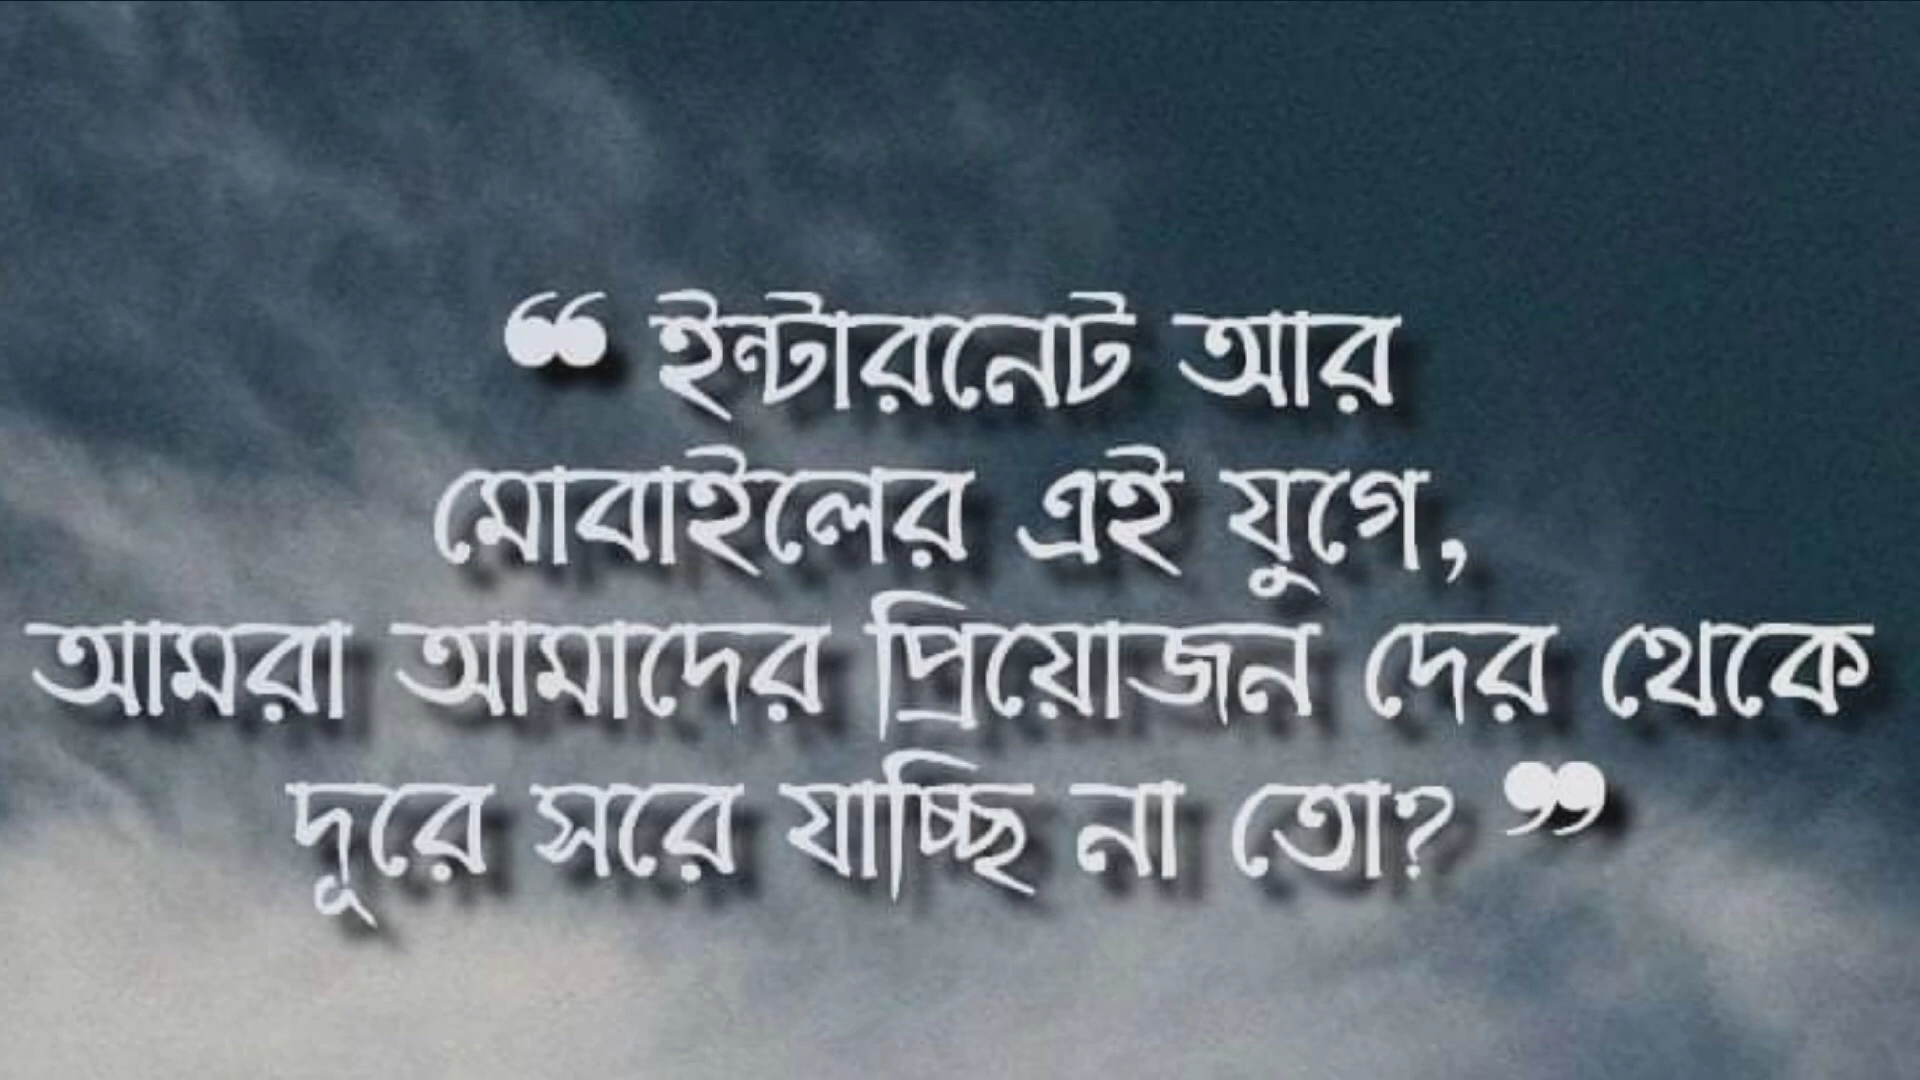 ❝ ইন্টারনেট আর
মোবাইলের এই যুগে,
আমরা আমাদের প্রিয়োজন দের থেকে
দূরে সরে যাচ্ছি না তো? ❞